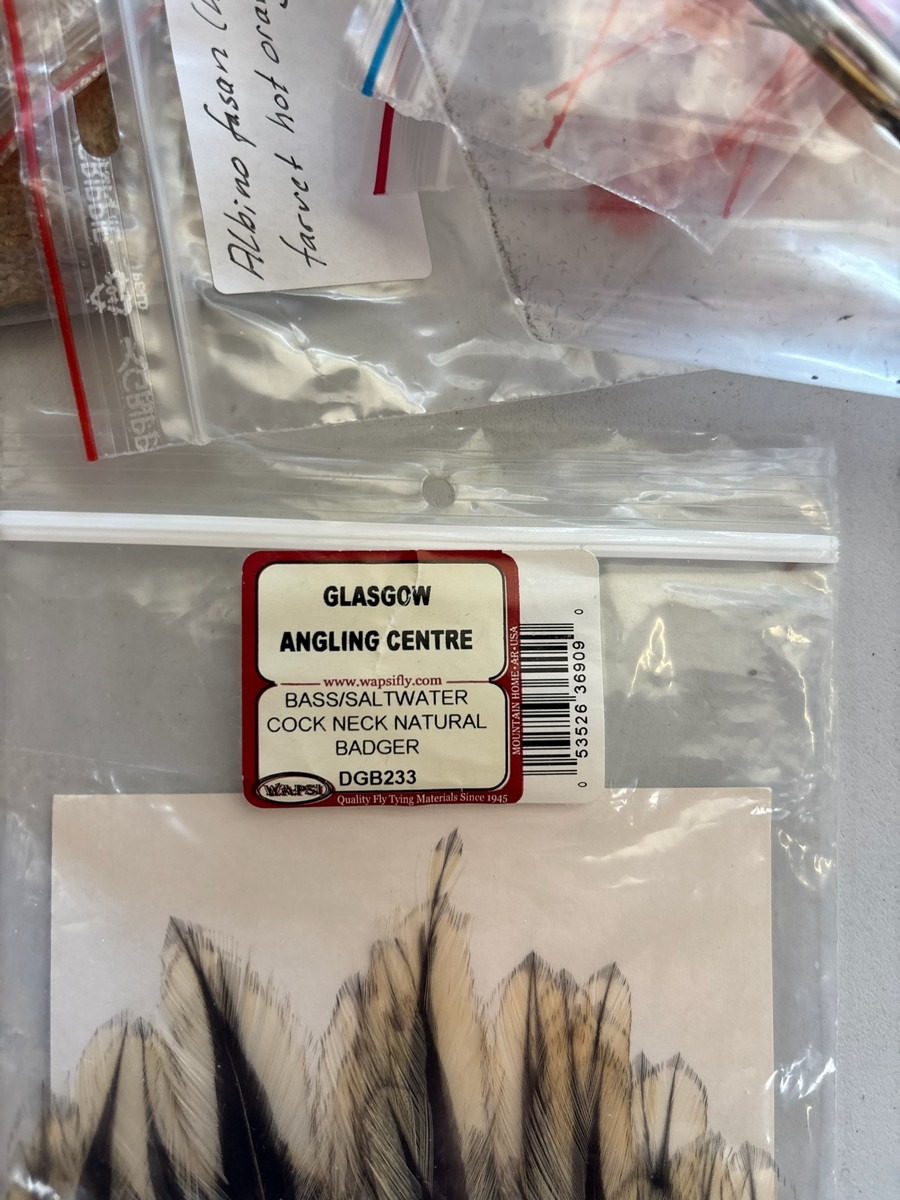 Albino fasan
farvet hot
GLASGOW
ANGLING CENTRE
www.wapsifly.com
BASS/SALTWATER
COCK NECK NATURAL
BADGER
DGB233
WAPSI
Quality Fly Tying Materials Since 1945
MOUNTAIN HOME•AR•USA
0 53526 36909 0